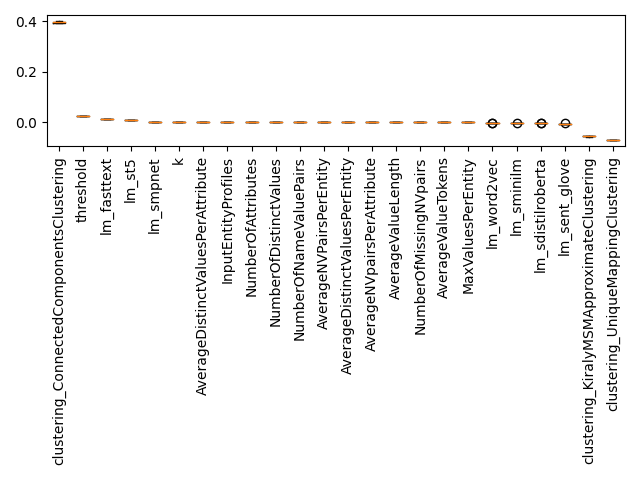 0.4
0.2
0.0
clustering_ConnectedComponentsClustering
threshold
lm_fasttext
lm_st5
lm_smpnet
k
AverageDistinctValuesPerAttribute
InputEntityProfiles
NumberOfAttributes
NumberOfDistinctValues
NumberOfNameValuePairs
AverageNVPairsPerEntity
AverageDistinctValuesPerEntity
AverageNVpairsPerAttribute
AverageValueLength
NumberOfMissingNVpairs
AverageValueTokens
MaxValuesPerEntity
lm_word2vec
lm_sminilm
lm_sdistilroberta
lm_sent_glove
clustering_KiralyMSMApproximateClustering
clustering_UniqueMappingClustering